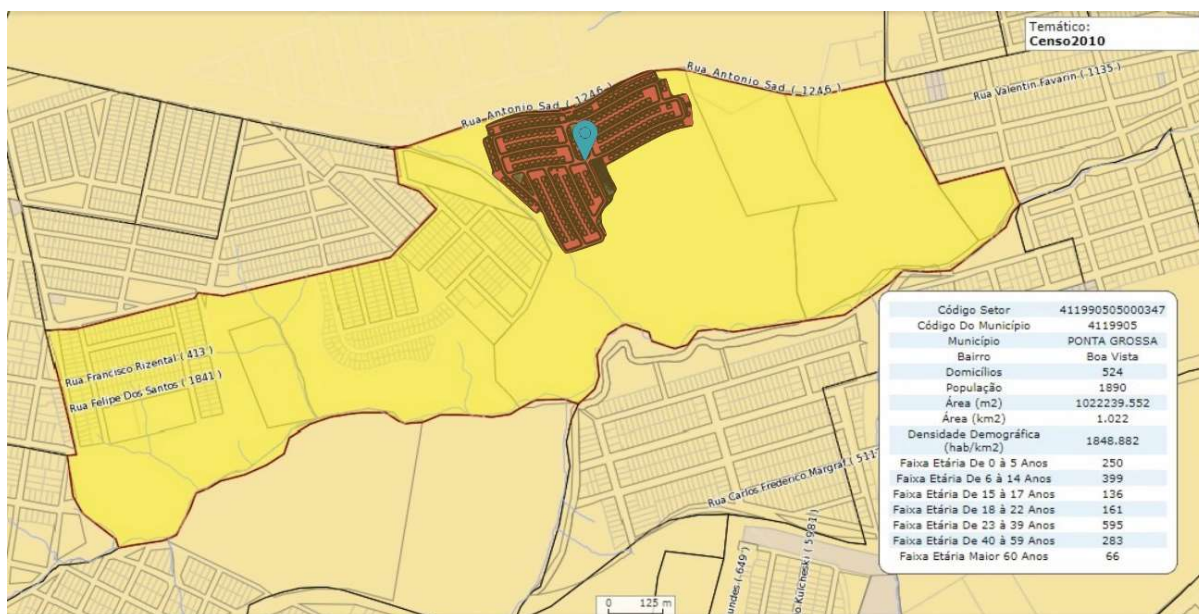 Temático:
Censo2010
Rua Antonio Sad ( 1246 )
Rua Antonio Sad ( 1246 )
Rua Valentin Favarin ( 1135 )
Rua Francisco Rizental ( 413 )
Rua Felipe Dos Santos ( 1841 )
Rua Carlos Frederico Margraf ( 511
undes ( 649 )
Kulcheski ( 5981 )
Código Setor 411990505000347
Código Do Município 4119905
Município PONTA GROSSA
Bairro Boa Vista
Domicílios 524
População 1890
Área (m2) 1022239.552
Área (km2) 1.022
Densidade Demográfica
(hab/km2) 1848.882
Faixa Etária De 0 à 5 Anos 250
Faixa Etária De 6 à 14 Anos 399
Faixa Etária De 15 à 17 Anos 136
Faixa Etária De 18 à 22 Anos 161
Faixa Etária De 23 à 39 Anos 595
Faixa Etária De 40 à 59 Anos 283
Faixa Etária Maior 60 Anos 66
0 125 m